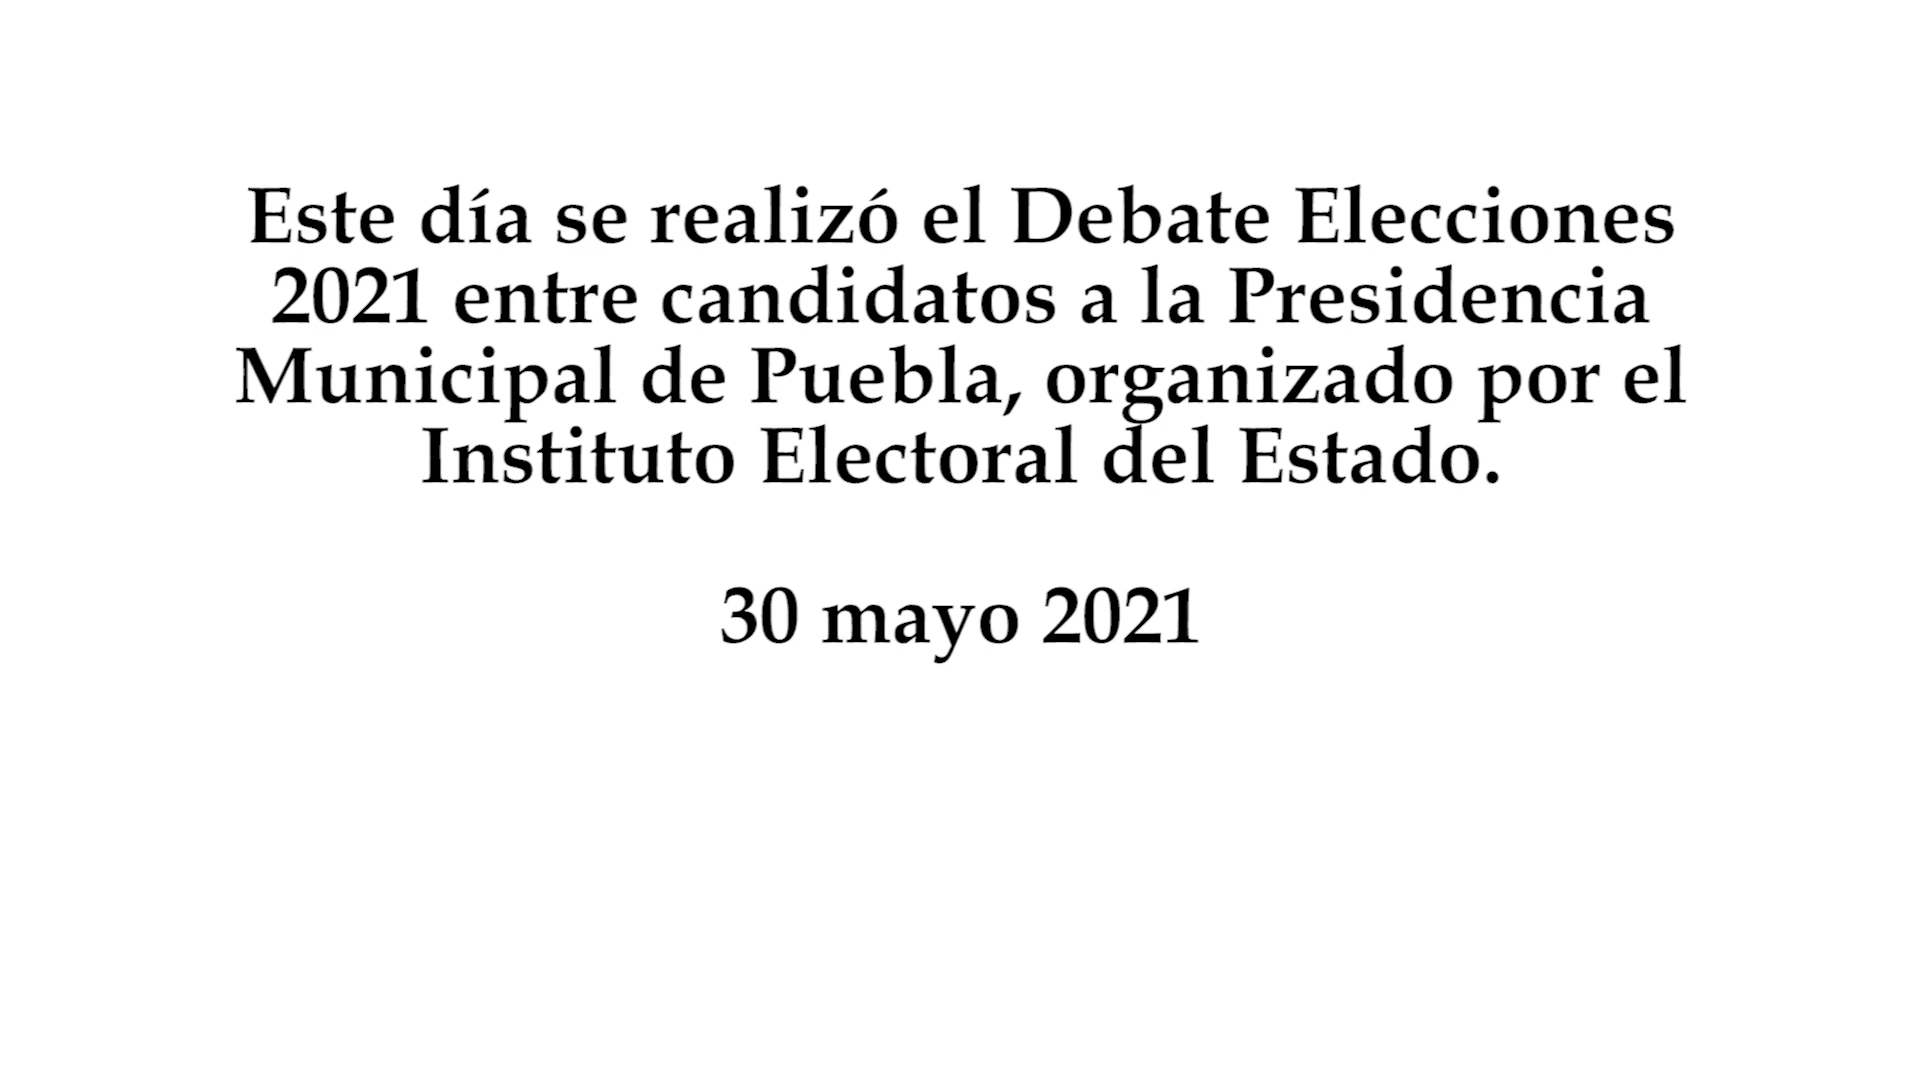 Este día se realizó el Debate Elecciones
2021 entre candidatos a la Presidencia
Municipal de Puebla, organizado por el
Instituto Electoral del Estado.
30 mayo 2021